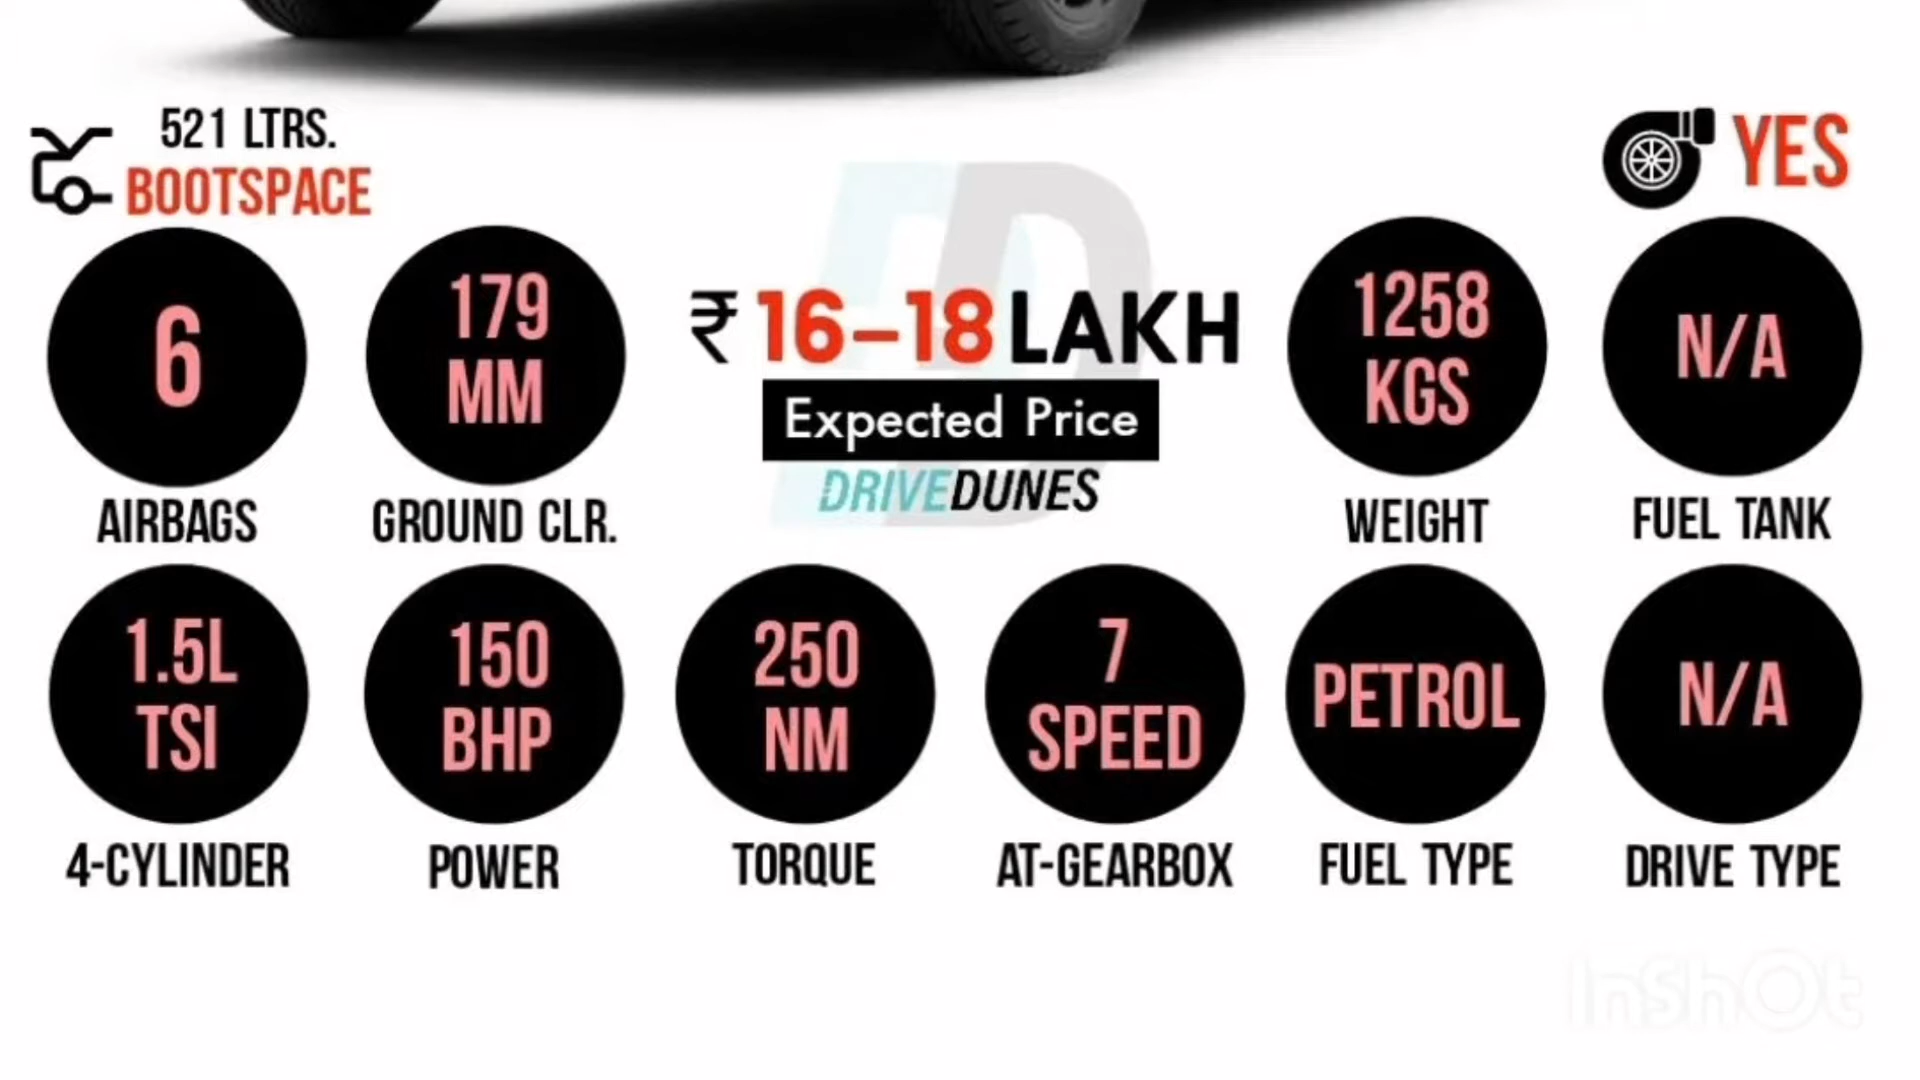 521 LTRS.
BOOTSPACE
YES
6
AIRBAGS
179
MM
GROUND CLR.
₹ 16-18 LAKH
Expected Price
DRIVEDUNES
1258
KGS
WEIGHT
N/A
FUEL TANK
1.5L
TSI
4-CYLINDER
150
BHP
POWER
250
NM
TORQUE
7
SPEED
AT-GEARBOX
PETROL
FUEL TYPE
N/A
DRIVE TYPE
InShOt